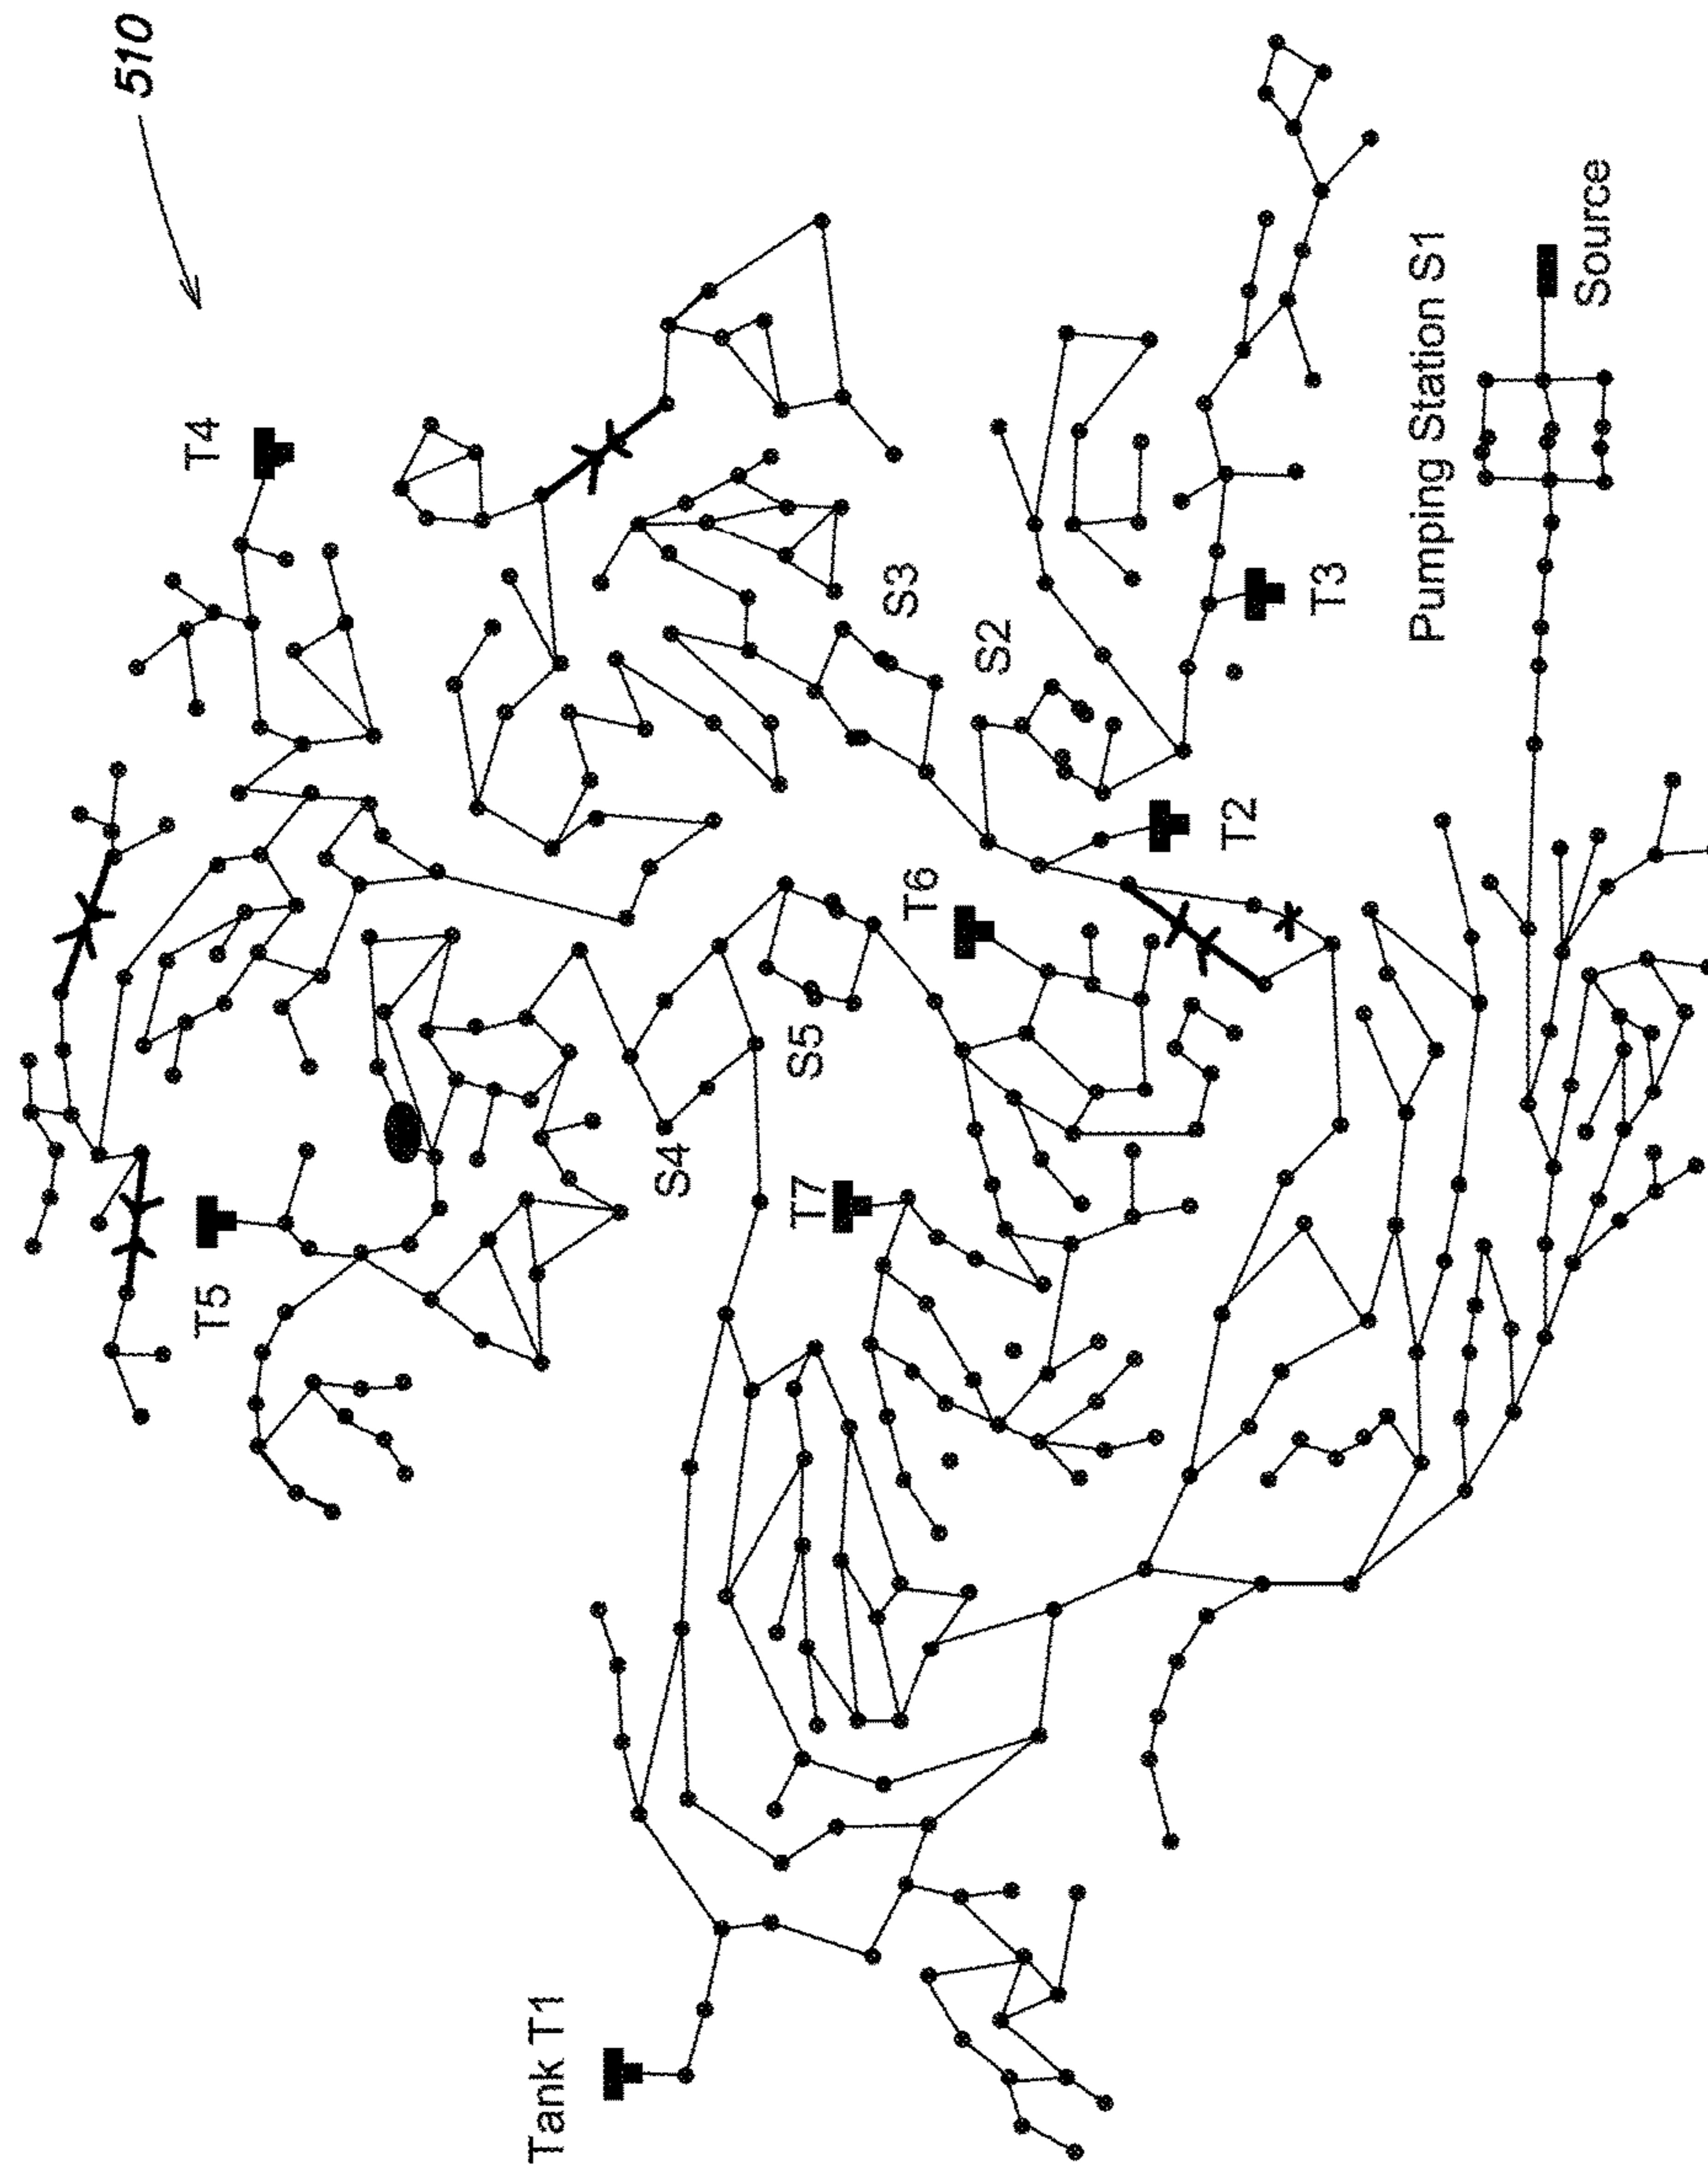 510
T4
T5
S3
S2
S4
S5
T7
T6
T2
T3
Tank T1
Pumping Station S1
Source